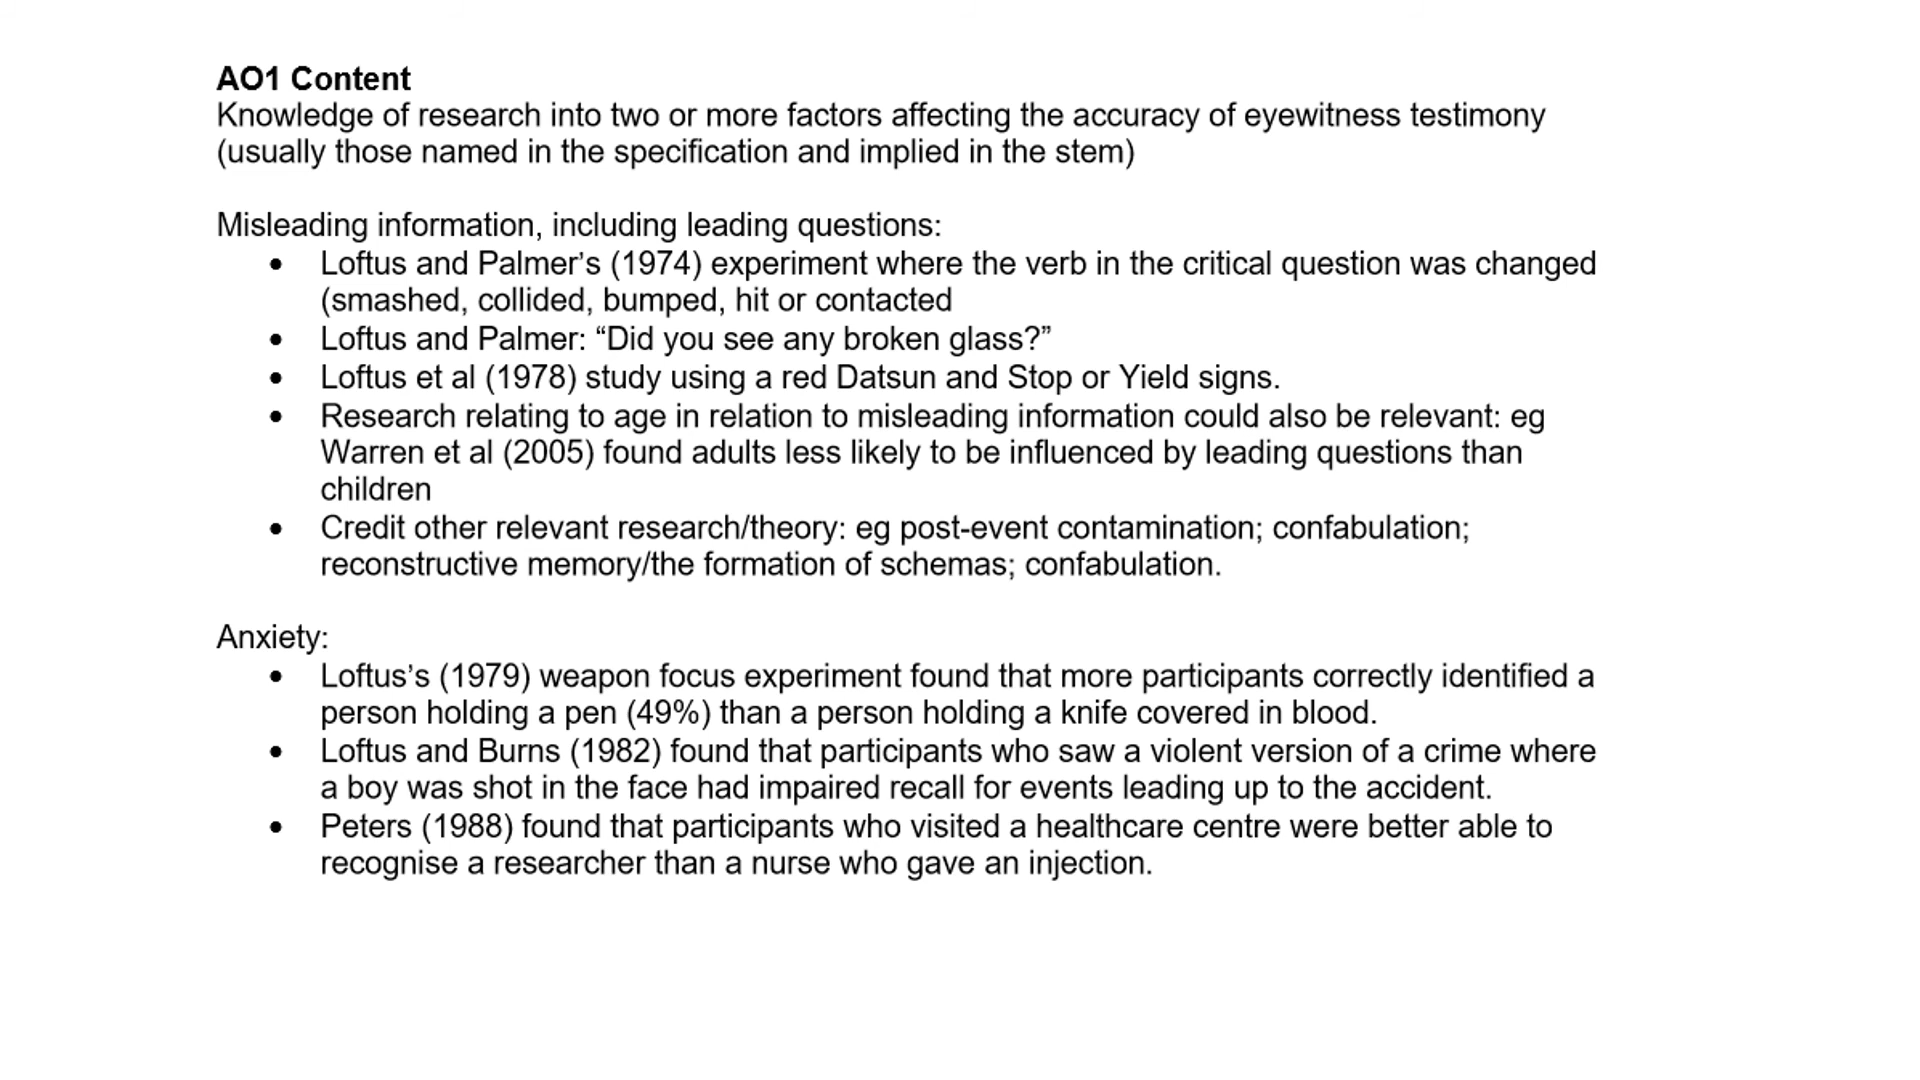 AO1 Content
Knowledge of research into two or more factors affecting the accuracy of eyewitness testimony
(usually those named in the specification and implied in the stem)
Misleading information, including leading questions:
• Loftus and Palmer’s (1974) experiment where the verb in the critical question was changed
(smashed, collided, bumped, hit or contacted
• Loftus and Palmer: “Did you see any broken glass?”
• Loftus et al (1978) study using a red Datsun and Stop or Yield signs.
• Research relating to age in relation to misleading information could also be relevant: eg
Warren et al (2005) found adults less likely to be influenced by leading questions than
children
• Credit other relevant research/theory: eg post-event contamination; confabulation;
reconstructive memory/the formation of schemas; confabulation.
Anxiety:
• Loftus’s (1979) weapon focus experiment found that more participants correctly identified a
person holding a pen (49%) than a person holding a knife covered in blood.
• Loftus and Burns (1982) found that participants who saw a violent version of a crime where
a boy was shot in the face had impaired recall for events leading up to the accident.
• Peters (1988) found that participants who visited a healthcare centre were better able to
recognise a researcher than a nurse who gave an injection.